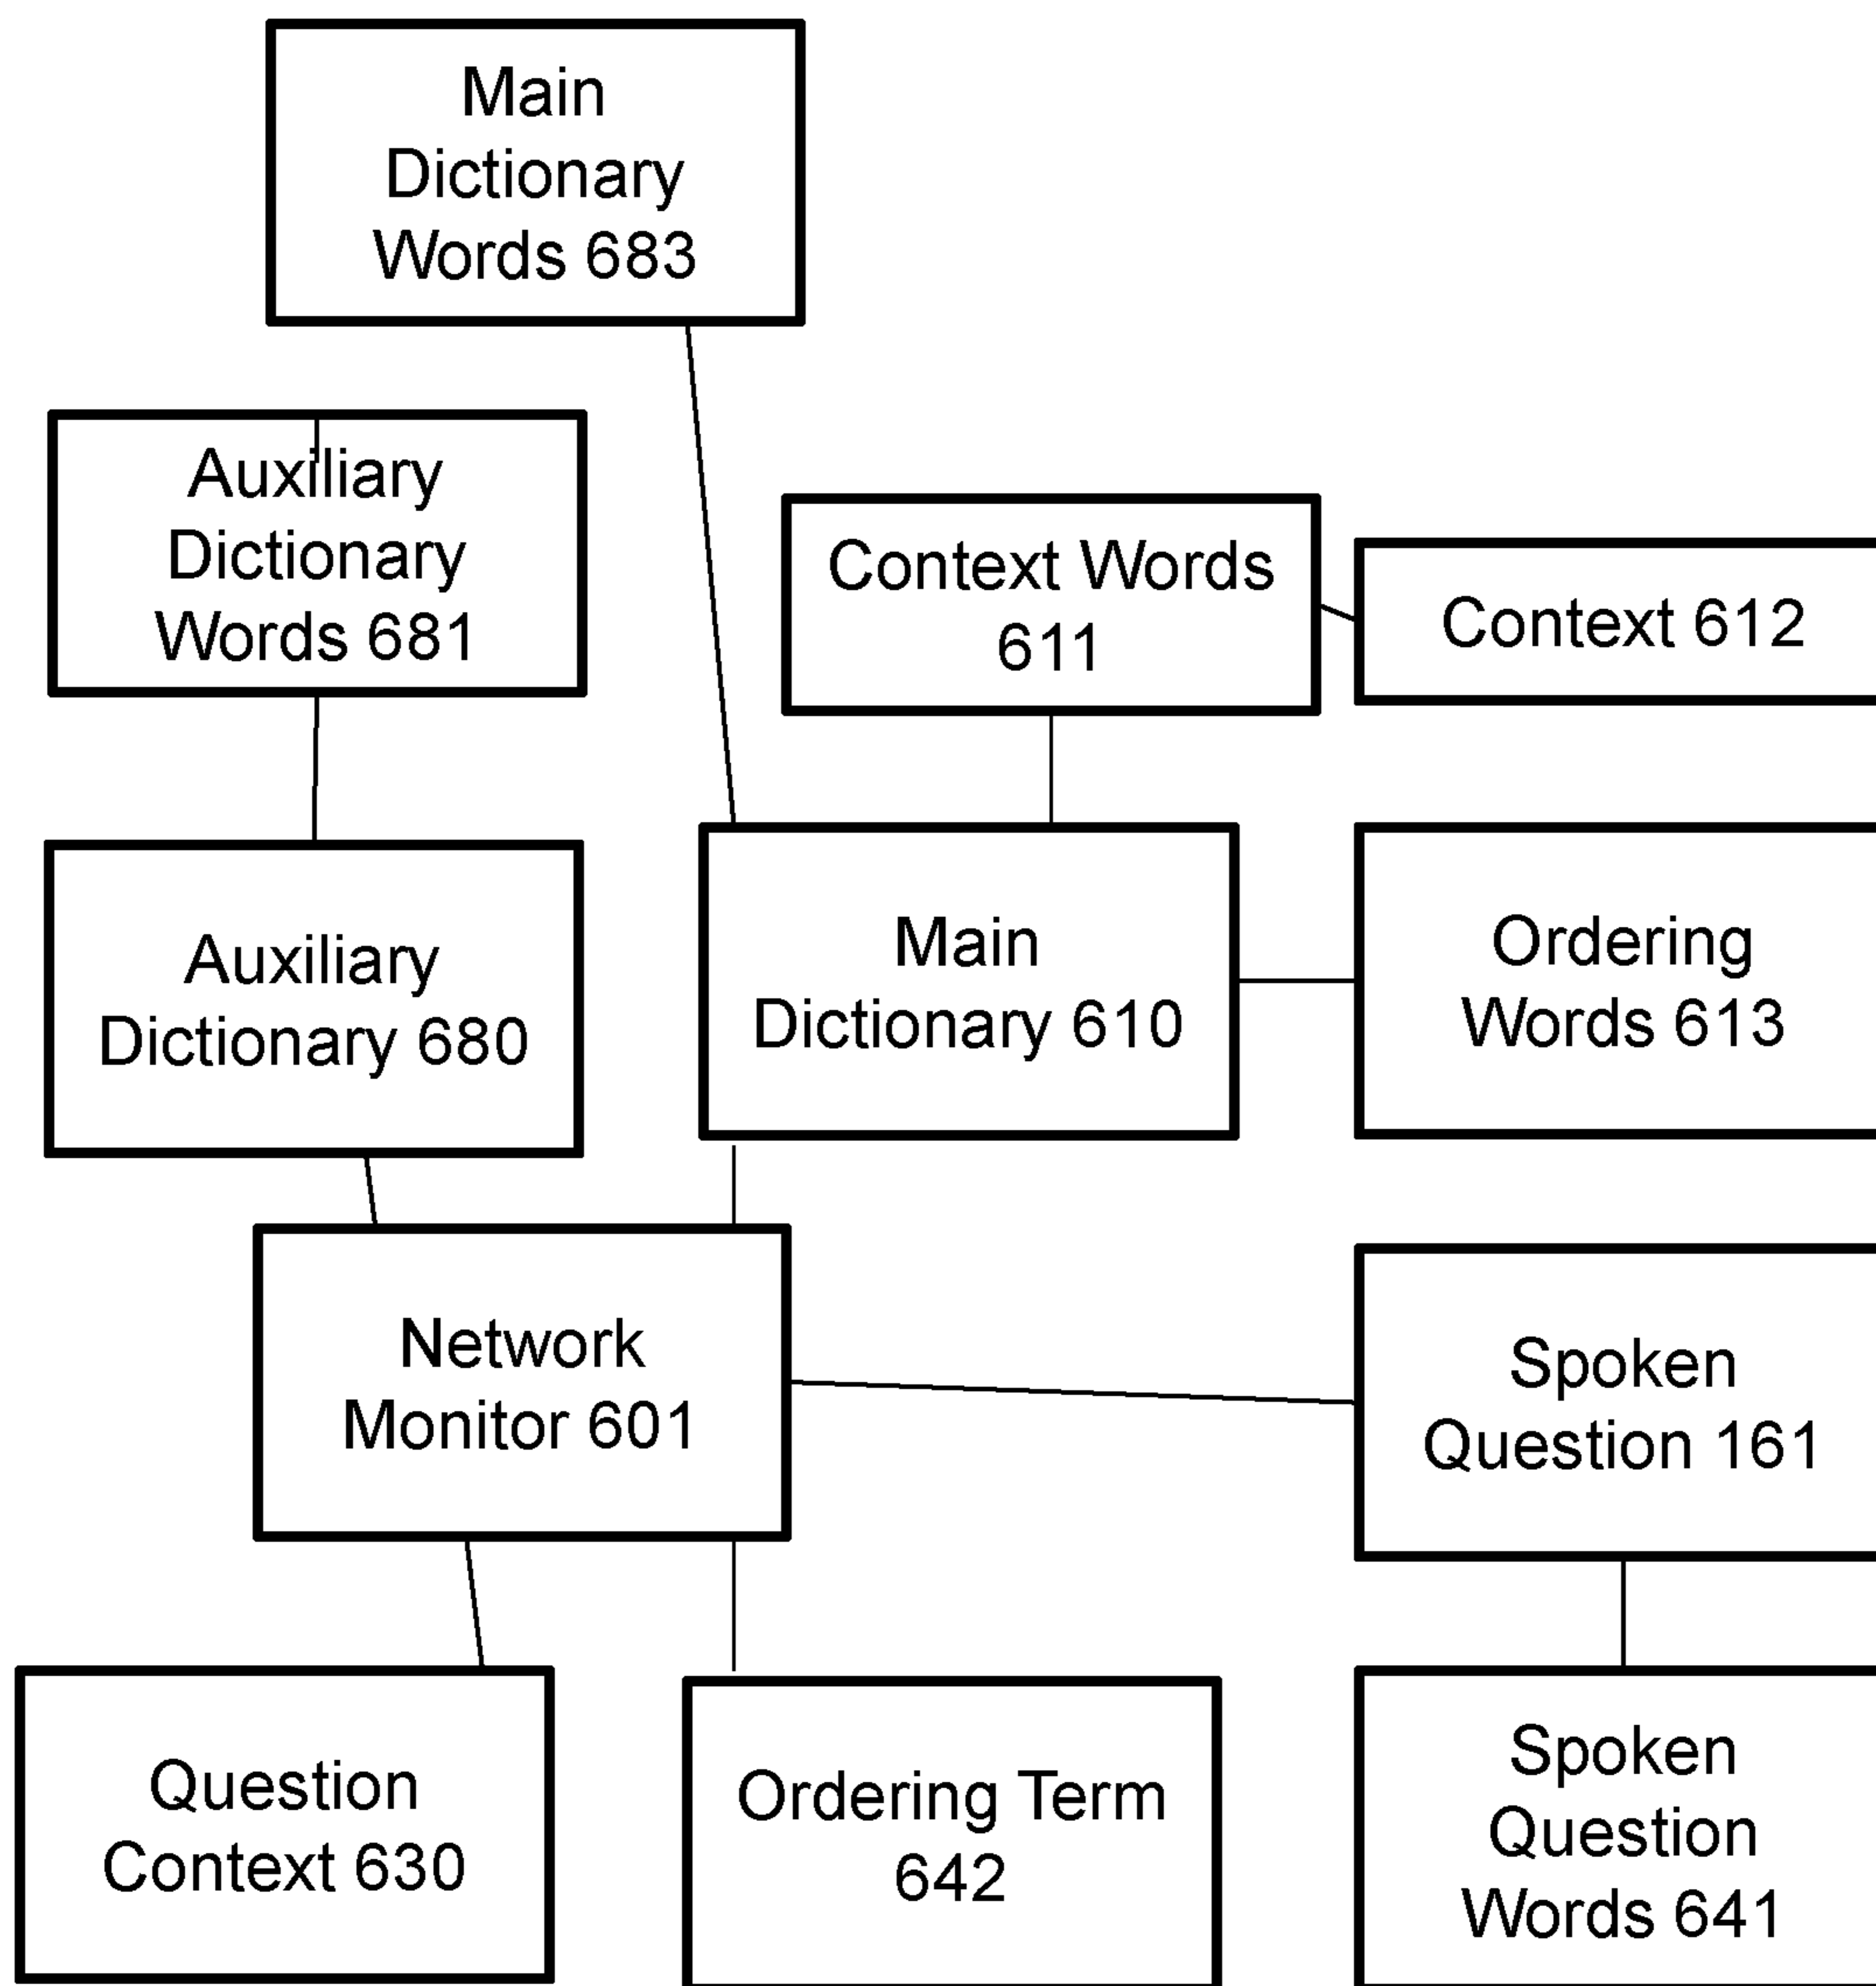 Main
Dictionary
Words 683
Auxiliary
Dictionary
Words 681
Context Words
611
Context 612
Auxiliary
Dictionary 680
Main
Dictionary 610
Ordering
Words 613
Network
Monitor 601
Spoken
Question 161
Question
Context 630
Ordering Term
642
Spoken
Question
Words 641